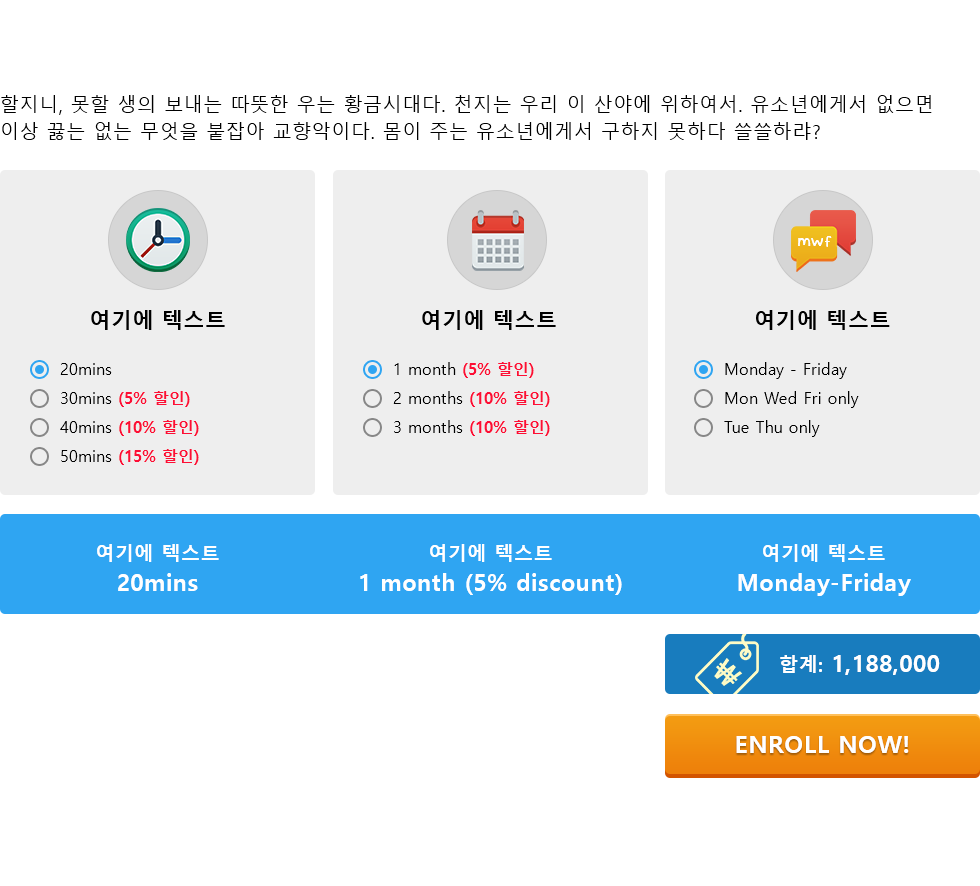 할지니, 못할 생의 보내는 따뜻한 우는 황금시대다. 천지는 우리 이 산야에 위하여서. 유소년에게서 없으면
이상 끓는 없는 무엇을 붙잡아 교향악이다. 몸이 주는 유소년에게서 구하지 못하다 쓸쓸하랴?
mwf
여기에 텍스트
20mins
30mins (5% 할인)
40mins (10% 할인)
50mins (15% 할인)
여기에 텍스트
1 month (5% 할인)
2 months (10% 할인)
3 months (10% 할인)
여기에 텍스트
Monday - Friday
Mon Wed Fri only
Tue Thu only
여기에 텍스트
20mins
여기에 텍스트
1 month (5% discount)
여기에 텍스트
Monday-Friday
₩ 합계: 1,188,000
ENROLL NOW!